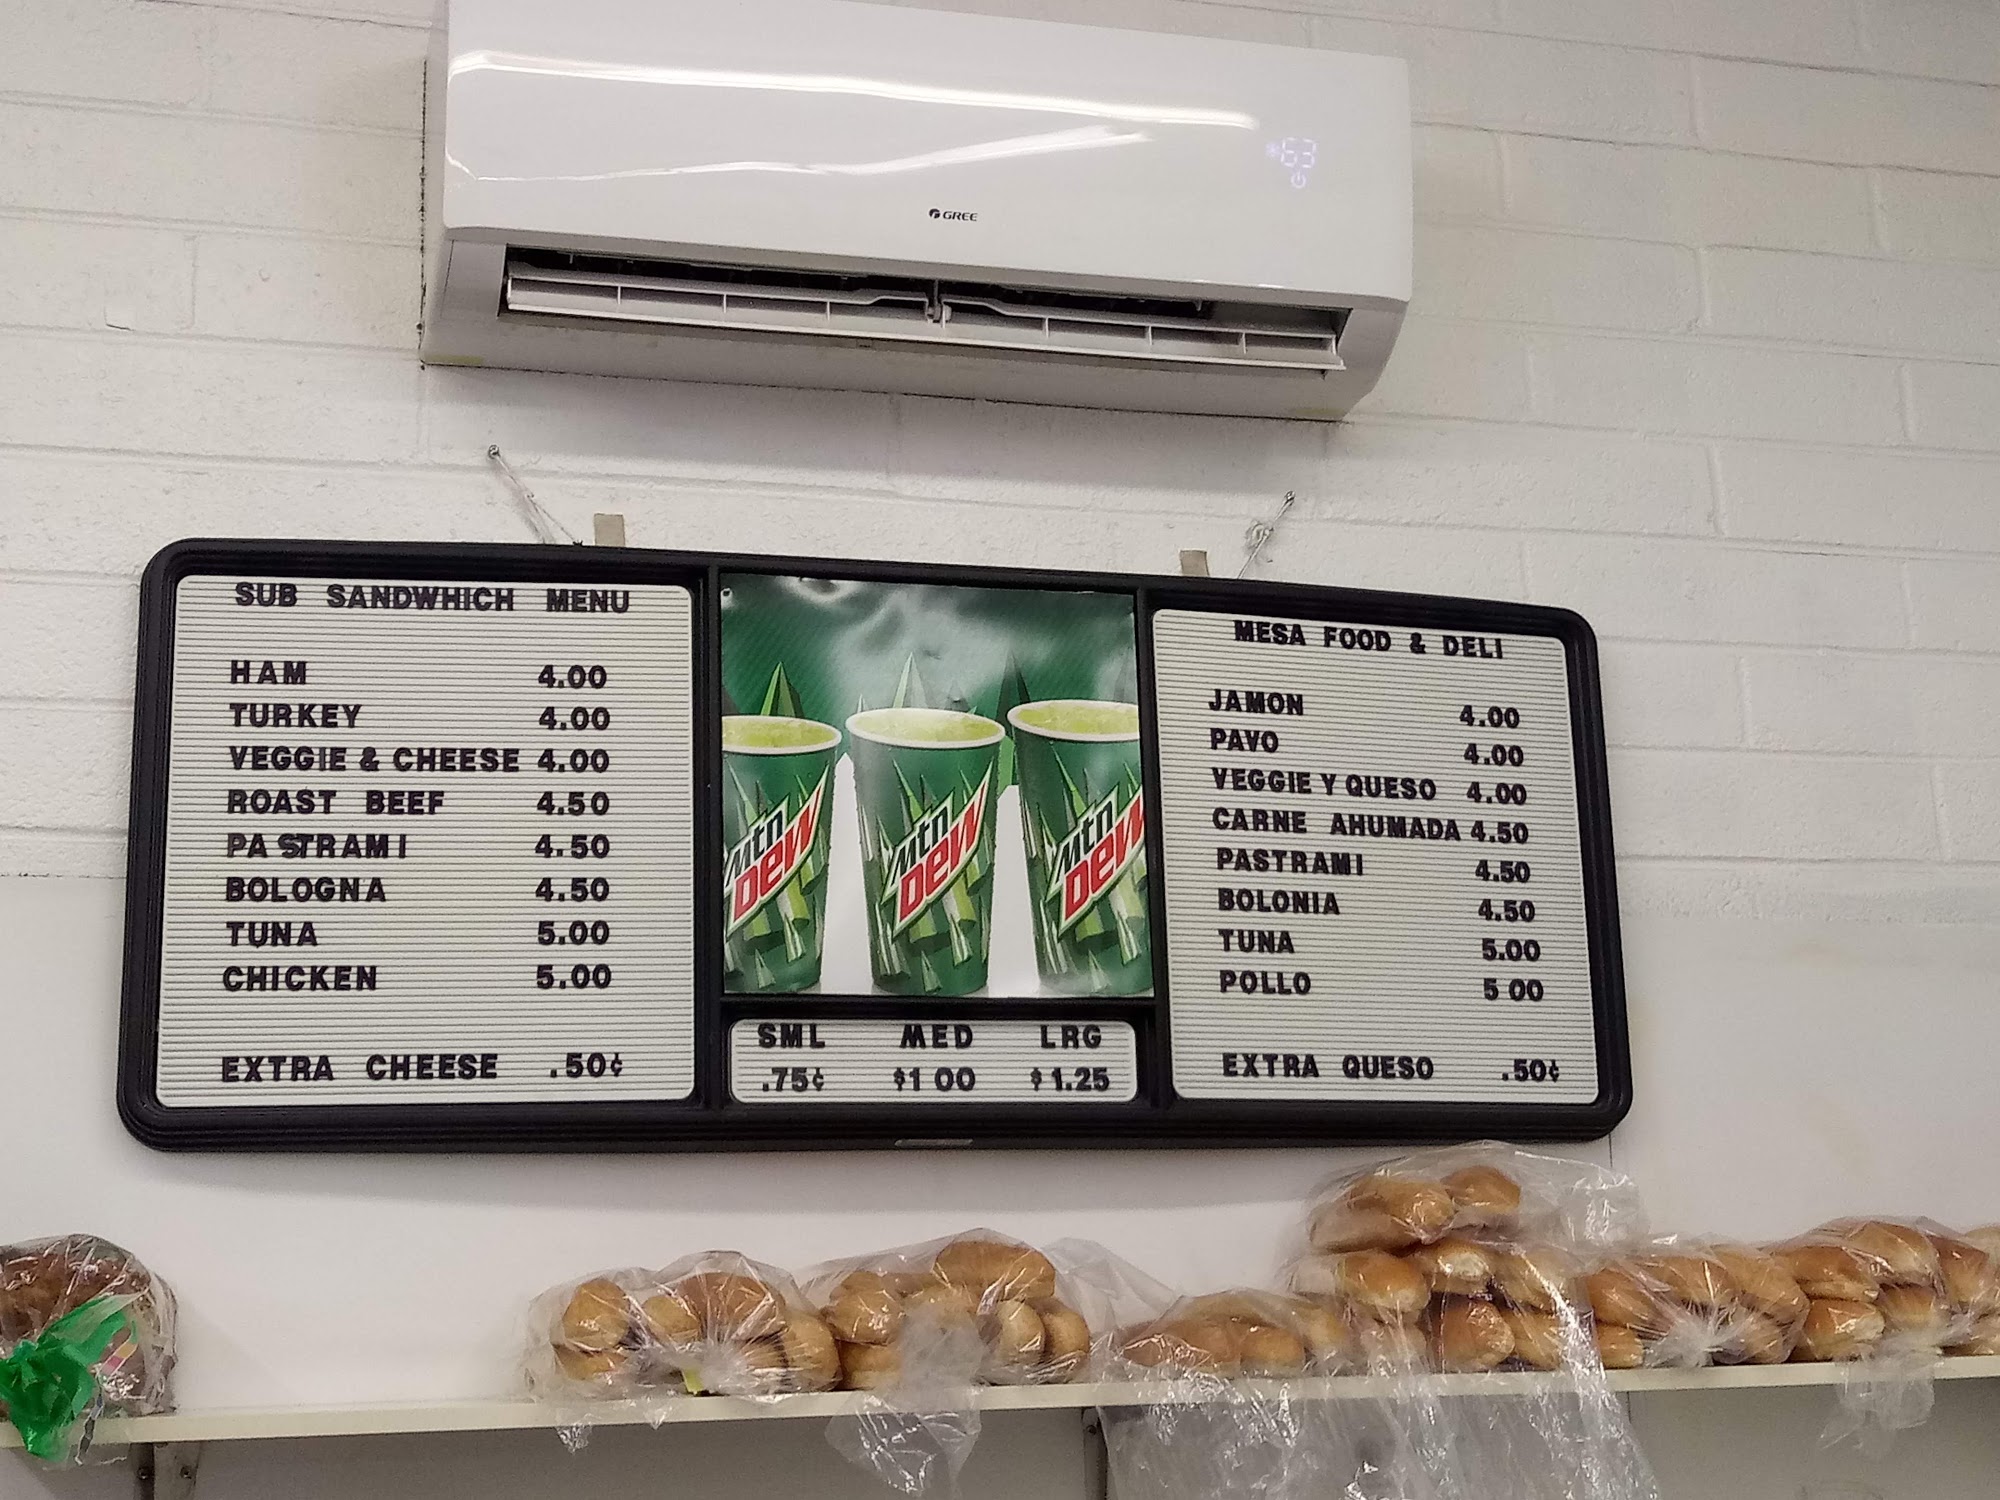 63
GREE
SUB SANDWHICH MENU
HAM 4.00
TURKEY 4.00
VEGGIE & CHEESE 4.00
ROAST BEEF 4.50
PASTRAMI 4.50
BOLOGNA 4.50
TUNA 5.00
CHICKEN 5.00
EXTRA CHEESE .50¢
Mtn
DEW
Mtn
DEW
Mtn
DEW
SML MED LRG
.75¢ $1 00 $1.25
MESA FOOD & DELI
JAMON 4.00
PAVO 4.00
VEGGIE Y QUESO 4.00
CARNE AHUMADA 4.50
PASTRAMI 4.50
BOLONIA 4.50
TUNA 5.00
POLLO 5 00
EXTRA QUESO .50¢